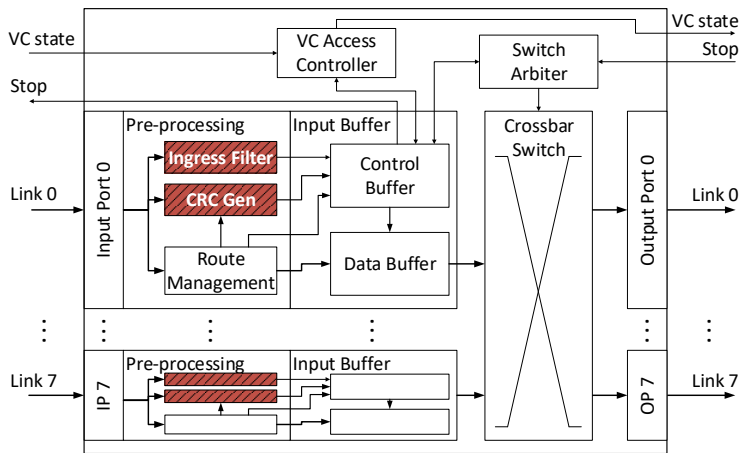 VC state
VC state
VC Access
Controller
Switch
Arbiter
Stop
Stop
Pre-processing
Input Buffer
Crossbar
Switch
Input Port 0
Ingress Filter
Control
Buffer
CRC Gen
Link 0
Output Port 0
Link 0
Route
Management
Data Buffer
Pre-processing
Input Buffer
Link 7
IP 7
OP 7
Link 7